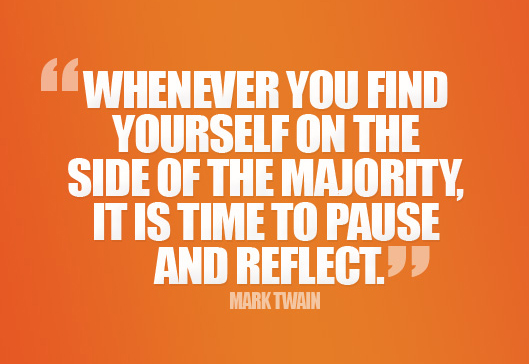 “WHENEVER YOU FIND
YOURSELF ON THE
SIDE OF THE MAJORITY,
IT IS TIME TO PAUSE
AND REFLECT.”
MARK TWAIN